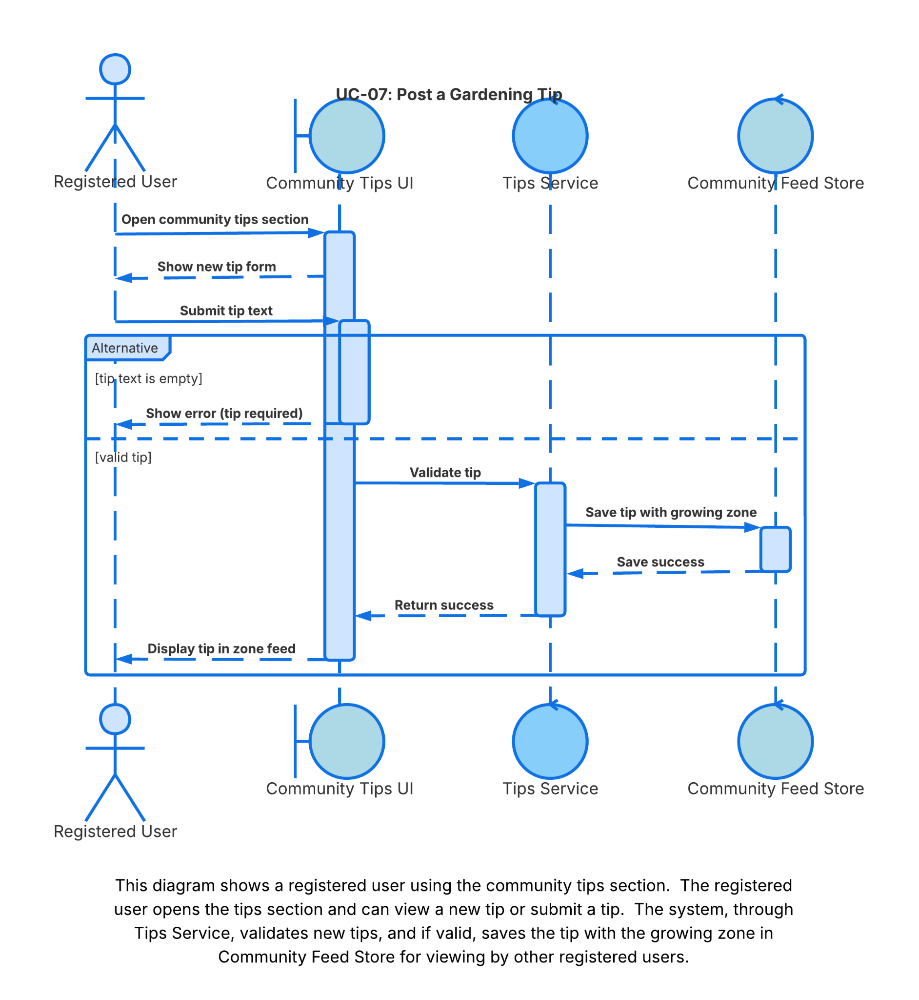 UC-07: Post a Gardening Tip
Registered User
Community Tips UI
Tips Service
Community Feed Store
Open community tips section
Show new tip form
Submit tip text
Alternative
[tip text is empty]
Show error (tip required)
[valid tip]
Validate tip
Save tip with growing zone
Save success
Return success
Display tip in zone feed
Community Tips UI
Tips Service
Community Feed Store
Registered User
This diagram shows a registered user using the community tips section.  The registered
user opens the tips section and can view a new tip or submit a tip.  The system, through
Tips Service, validates new tips, and if valid, saves the tip with the growing zone in
Community Feed Store for viewing by other registered users.